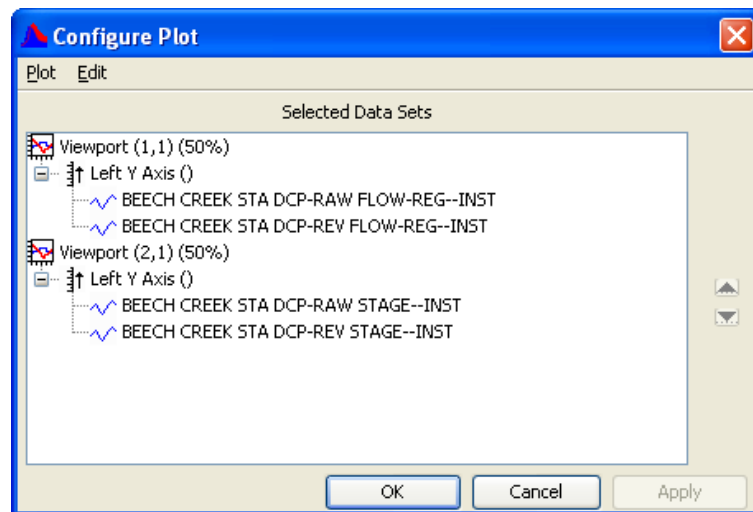 Configure Plot
Plot Edit
Selected Data Sets
Viewport (1,1) (50%)
Left Y Axis ()
BEECH CREEK STA DCP-RAW FLOW-REG--INST
BEECH CREEK STA DCP-REV FLOW-REG--INST
Viewport (2,1) (50%)
Left Y Axis ()
BEECH CREEK STA DCP-RAW STAGE--INST
BEECH CREEK STA DCP-REV STAGE--INST
OK Cancel Apply